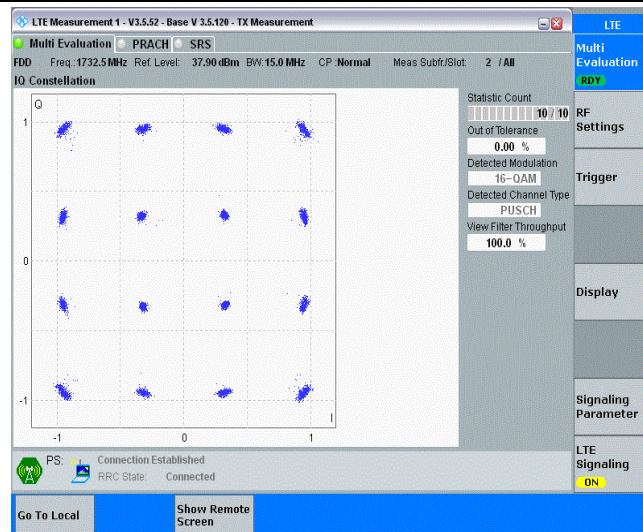 LTE Measurement 1 - V3.5.52 - Base V 3.5.120 - TX Measurement
LTE
Multi Evaluation PRACH SRS
Multi
Evaluation
RDY
FDD Freq.:1732.5 MHz Ref. Level: 37.90 dBm BW:15.0 MHz CP :Normal Meas Subfr./Slot: 2 / All
IQ Constellation
Q
1
0
-1
-1 0 1
I
Statistic Count
10 / 10
Out of Tolerance
0.00 %
Detected Modulation
16-QAM
Detected Channel Type
PUSCH
View Filter Throughput
100.0 %
RF
Settings
Trigger
Display
Signaling
Parameter
LTE
Signaling
ON
PS: Connection Established
RRC State: Connected
Go To Local
Show Remote
Screen